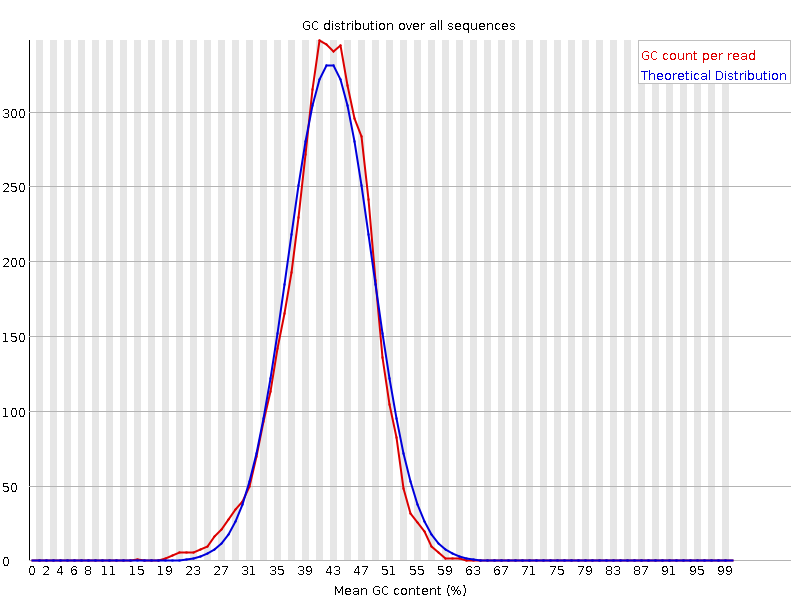 GC distribution over all sequences
GC count per read
Theoretical Distribution
300
250
200
150
100
50
0
0 2 4 6 8 11 15 19 23 27 31 35 39 43 47 51 55 59 63 67 71 75 79 83 87 91 95 99
Mean GC content (%)